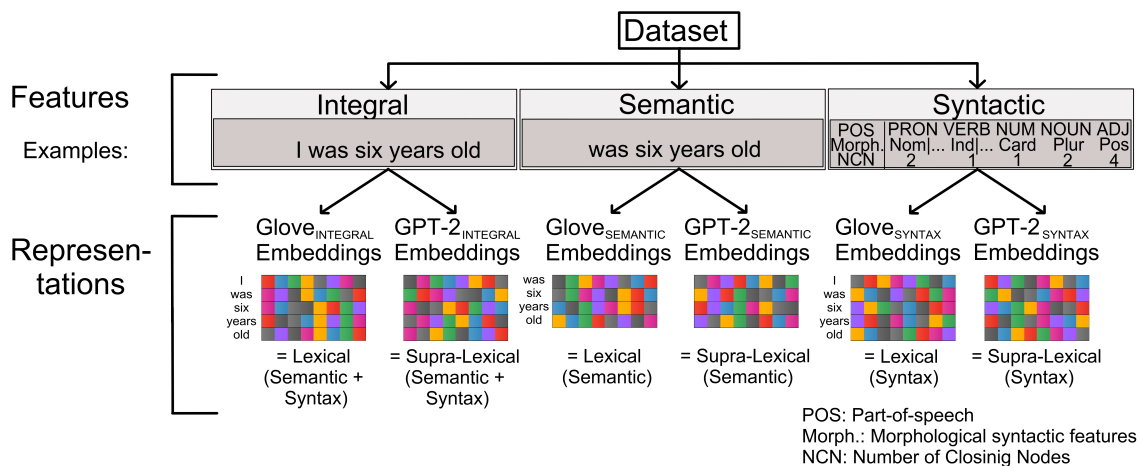 Dataset
Features
Integral
Semantic
Syntactic
Examples:
I was six years old
was six years old
POS PRON VERB NUM NOUN ADJ
Morph. Nom|... Ind|... Card Plur Pos
NCN 2 1 1 2 4
Represen-
tations
GloveINTEGRAL
Embeddings
GPT-2INTEGRAL
Embeddings
GloveSEMANTIC
Embeddings
GPT-2SEMANTIC
Embeddings
GloveSYNTAX
Embeddings
GPT-2SYNTAX
Embeddings
I
was
six
years
old
was
six
years
old
I
was
six
years
old
= Lexical
(Semantic +
Syntax)
= Supra-Lexical
(Semantic +
Syntax)
= Lexical
(Semantic)
= Supra-Lexical
(Semantic)
= Lexical
(Syntax)
= Supra-Lexical
(Syntax)
POS: Part-of-speech
Morph.: Morphological syntactic features
NCN: Number of Closinig Nodes